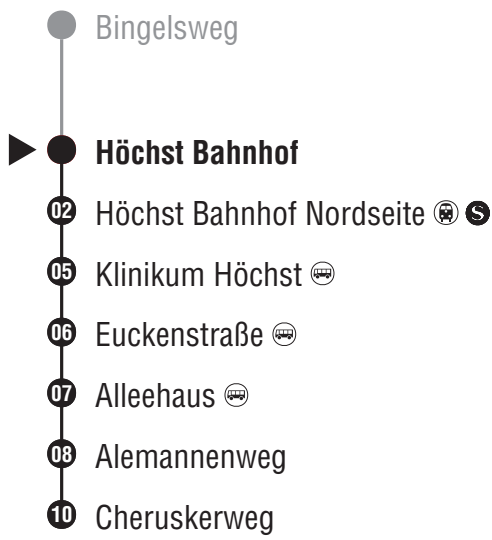 Bingelsweg
Höchst Bahnhof
02 Höchst Bahnhof Nordseite S
05 Klinikum Höchst
06 Euckenstraße
07 Alleehaus
08 Alemannenweg
10 Cheruskerweg